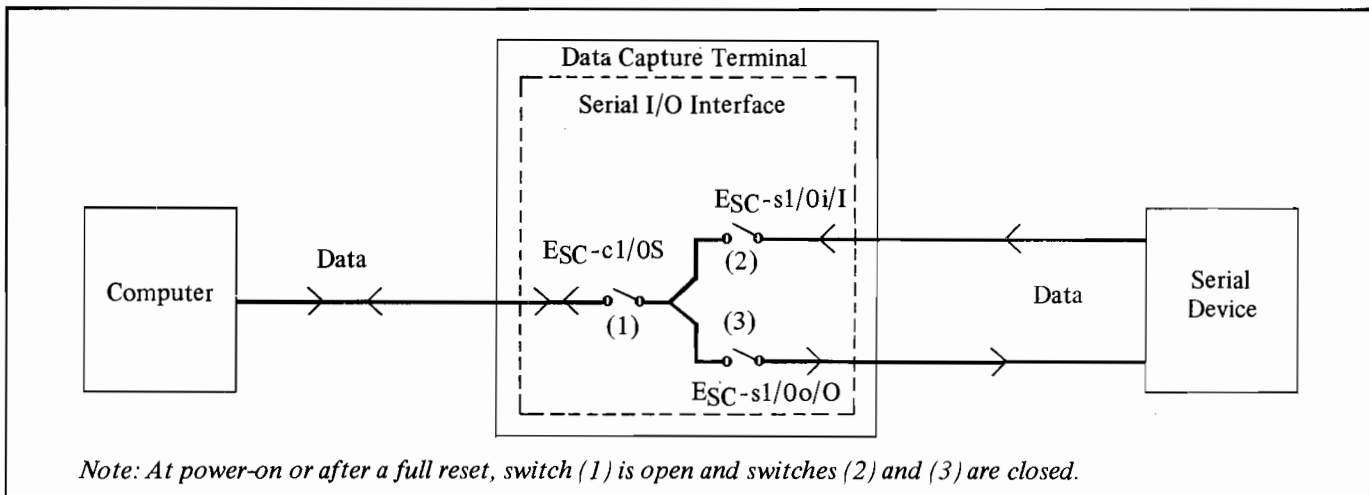 Data Capture Terminal
Serial I/O Interface
ESC-s1/0i/I
(2)
ESC-c1/0S
(1)
Data
Computer
(3)
ESC-s1/0o/O
Data
Serial
Device
Note: At power-on or after a full reset, switch (1) is open and switches (2) and (3) are closed.